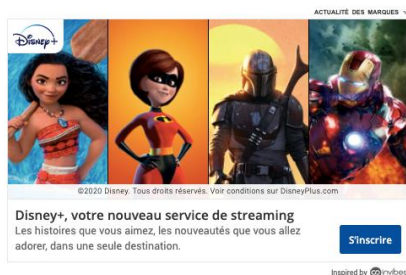 ACTUALITÉ DES MARQUES
Disney+
©2020 Disney. Tous droits réservés. Voir conditions sur DisneyPlus.com
Disney+, votre nouveau service de streaming
Les histoires que vous aimez, les nouveautés que vous allez
adorer, dans une seule destination.
S'inscrire
Inspired by invibes